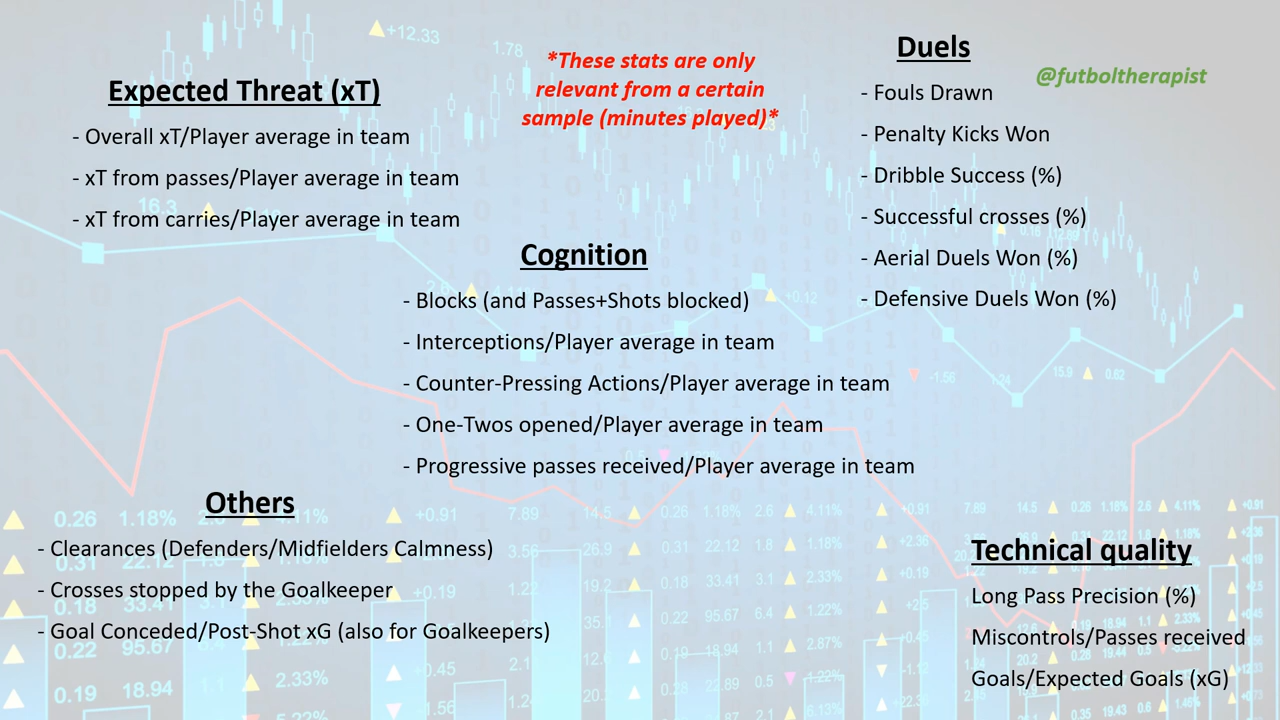 Expected Threat (xT)
- Overall xT/Player average in team
- xT from passes/Player average in team
- xT from carries/Player average in team
*These stats are only
relevant from a certain
sample (minutes played)*
Duels
@futboltherapist
- Fouls Drawn
- Penalty Kicks Won
- Dribble Success (%)
- Successful crosses (%)
- Aerial Duels Won (%)
- Defensive Duels Won (%)
Cognition
- Blocks (and Passes+Shots blocked)
- Interceptions/Player average in team
- Counter-Pressing Actions/Player average in team
- One-Twos opened/Player average in team
- Progressive passes received/Player average in team
Others
- Clearances (Defenders/Midfielders Calmness)
- Crosses stopped by the Goalkeeper
- Goal Conceded/Post-Shot xG (also for Goalkeepers)
Technical quality
Long Pass Precision (%)
Miscontrols/Passes received
Goals/Expected Goals (xG)